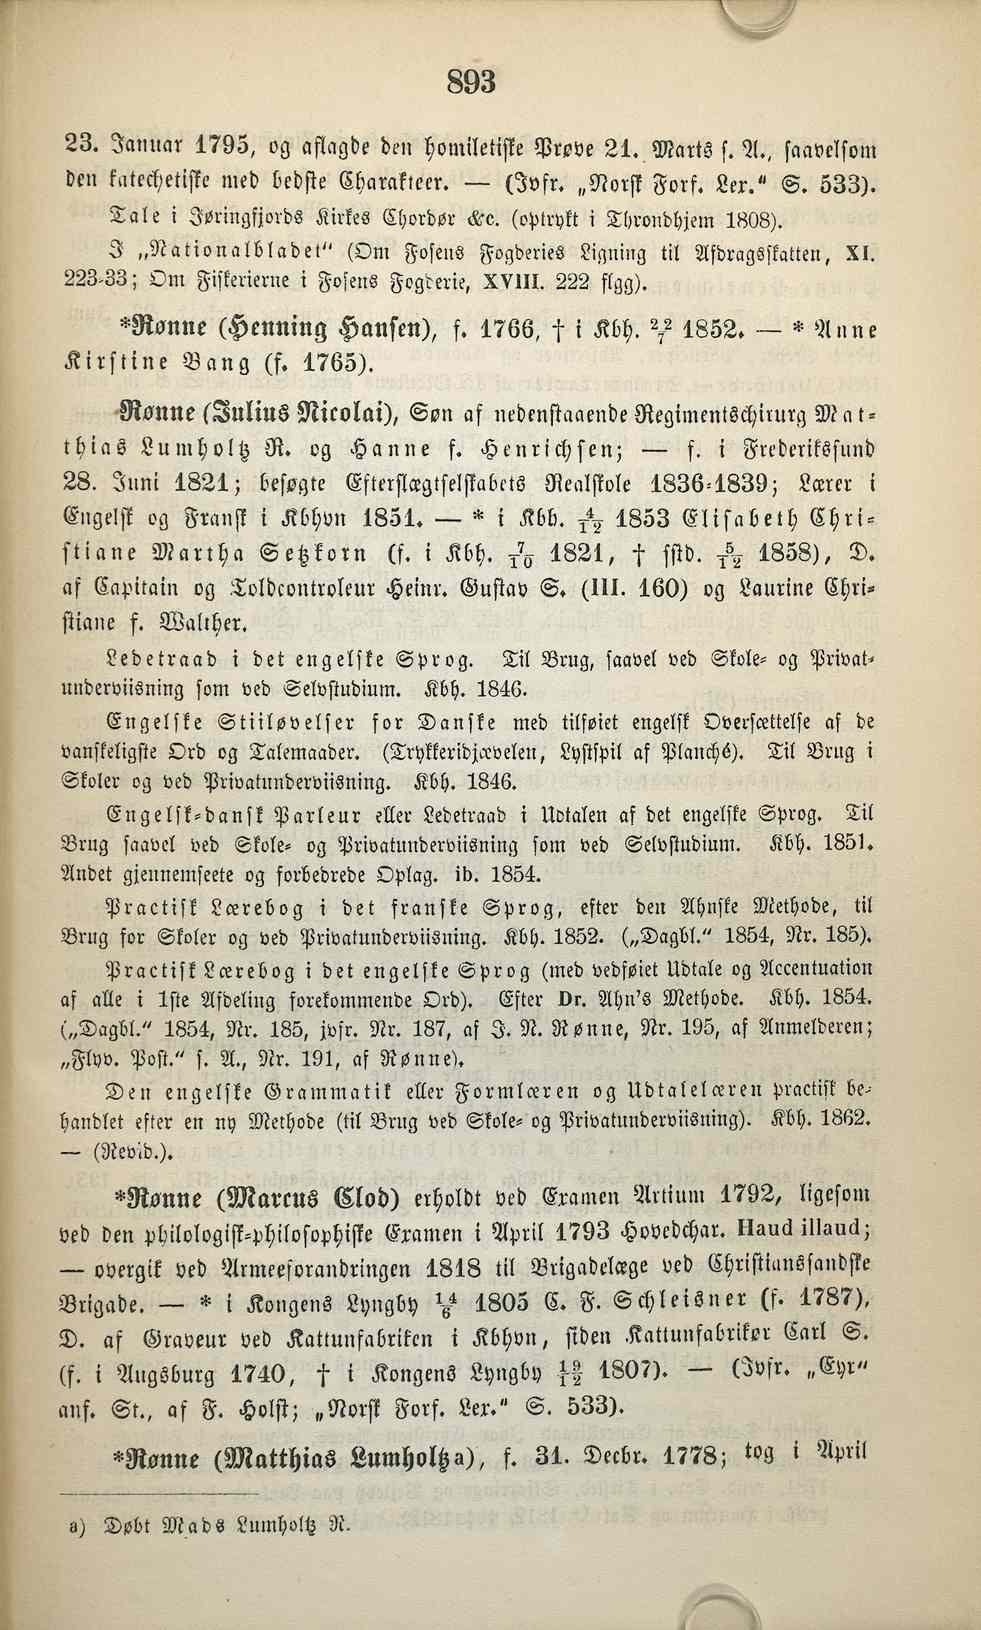 893
23. Januar 1795, og aflagde den homiletiske Prøve 21. Marts s. A., saavelsom
den katechetiske med bedste Charakteer. — (Jvfr. „Norsk Forf. Lex.“ S. 533).
Tale i Jøringfjords Kirkes Chordør &c. (optrykt i Throndhjem 1808).
I „Nationalbladet“ (Om Fosens Fogderies Ligning til Afdragsskatten, XI.
223-33; Om Fiskerierne i Fosens Fogderie, XVIII. 222 flgg).
*Rønne (Henning Hansen), f. 1766, † i Kbh. 22/7 1852. — * Anne
Kirstine Bang (f. 1765).
Rønne (Julius Nicolai), Søn af nedenstaaende Regimentschirurg Mat-
thias Lumholtz R. og Hanne f. Henrichsen; — f. i Frederikssund
28. Juni 1821; besøgte Efterslægtselskabets Realskole 1836-1839; Lærer i
Engelsk og Fransk i Kbhvn 1851. — * i Kbh. 4/12 1853 Elisabeth Chri-
stiane Martha Setzkorn (f. i Kbh. 7/10 1821, † sstd. 5/12 1858), D.
af Capitain og Toldcontroleur Heinr. Gustav S. (III. 160) og Laurine Chri-
stiane f. Walther.
Ledetraad i det engelske Sprog. Til Brug, saavel ved Skole- og Privat-
underviisning som ved Selvstudium. Kbh. 1846.
Engelske Stiiløvelser for Danske med tilføiet engelsk Oversættelse af de
vanskeligste Ord og Talemaader. (Trykkeridjævelen, Lystspil af Planché). Til Brug i
Skoler og ved Privatunderviisning. Kbh. 1846.
Engelsk-dansk Parleur eller Ledetraad i Udtalen af det engelske Sprog. Til
Brug saavel ved Skole- og Privatunderviisning som ved Selvstudium. Kbh. 1851.
Andet gjennemseete og forbedrede Oplag. ib. 1854.
Practisk Lærebog i det franske Sprog, efter den Ahnske Methode, til
Brug for Skoler og ved Privatunderviisning. Kbh. 1852. („Dagbl.“ 1854, Nr. 185).
Practisk Lærebog i det engelske Sprog (med vedføiet Udtale og Accentuation
af alle i 1ste Afdeling forekommende Ord). Efter Dr. Ahn's Methode. Kbh. 1854.
(„Dagbl.“ 1854, Nr. 185, jvfr. Nr. 187, af J. N. Rønne, Nr. 195, af Anmelderen;
„Flyv. Post.“ s. A., Nr. 191, af Rønne).
Den engelske Grammatik eller Formlæren og Udtalelæren practisk be-
handlet efter en ny Methode (til Brug ved Skole- og Privatunderviisning). Kbh. 1862.
— (Revid.).
*Rønne (Marcus Clod) erholdt ved Examen Artium 1792, ligesom
ved den philologisk-philosophiske Examen i April 1793 Hovedchar. Haud illaud;
— overgik ved Armeeforandringen 1818 til Brigadelæge ved Christianssandske
Brigade. — * i Kongens Lyngby 14/6 1805 C. F. Schleisner (f. 1787),
D. af Graveur ved Kattunfabriken i Kbhvn, siden Kattunfabrikør Carl S.
(f. i Augsburg 1740, † i Kongens Lyngby 19/12 1807). — (Jvfr. „Eyr“
anf. St., af F. Holst; „Norsk Forf. Lex.“ S. 533).
*Rønne (Matthias Lumholtz a), f. 31. Decbr. 1778; tog i April
a) Døbt Mads Lumholtz R.